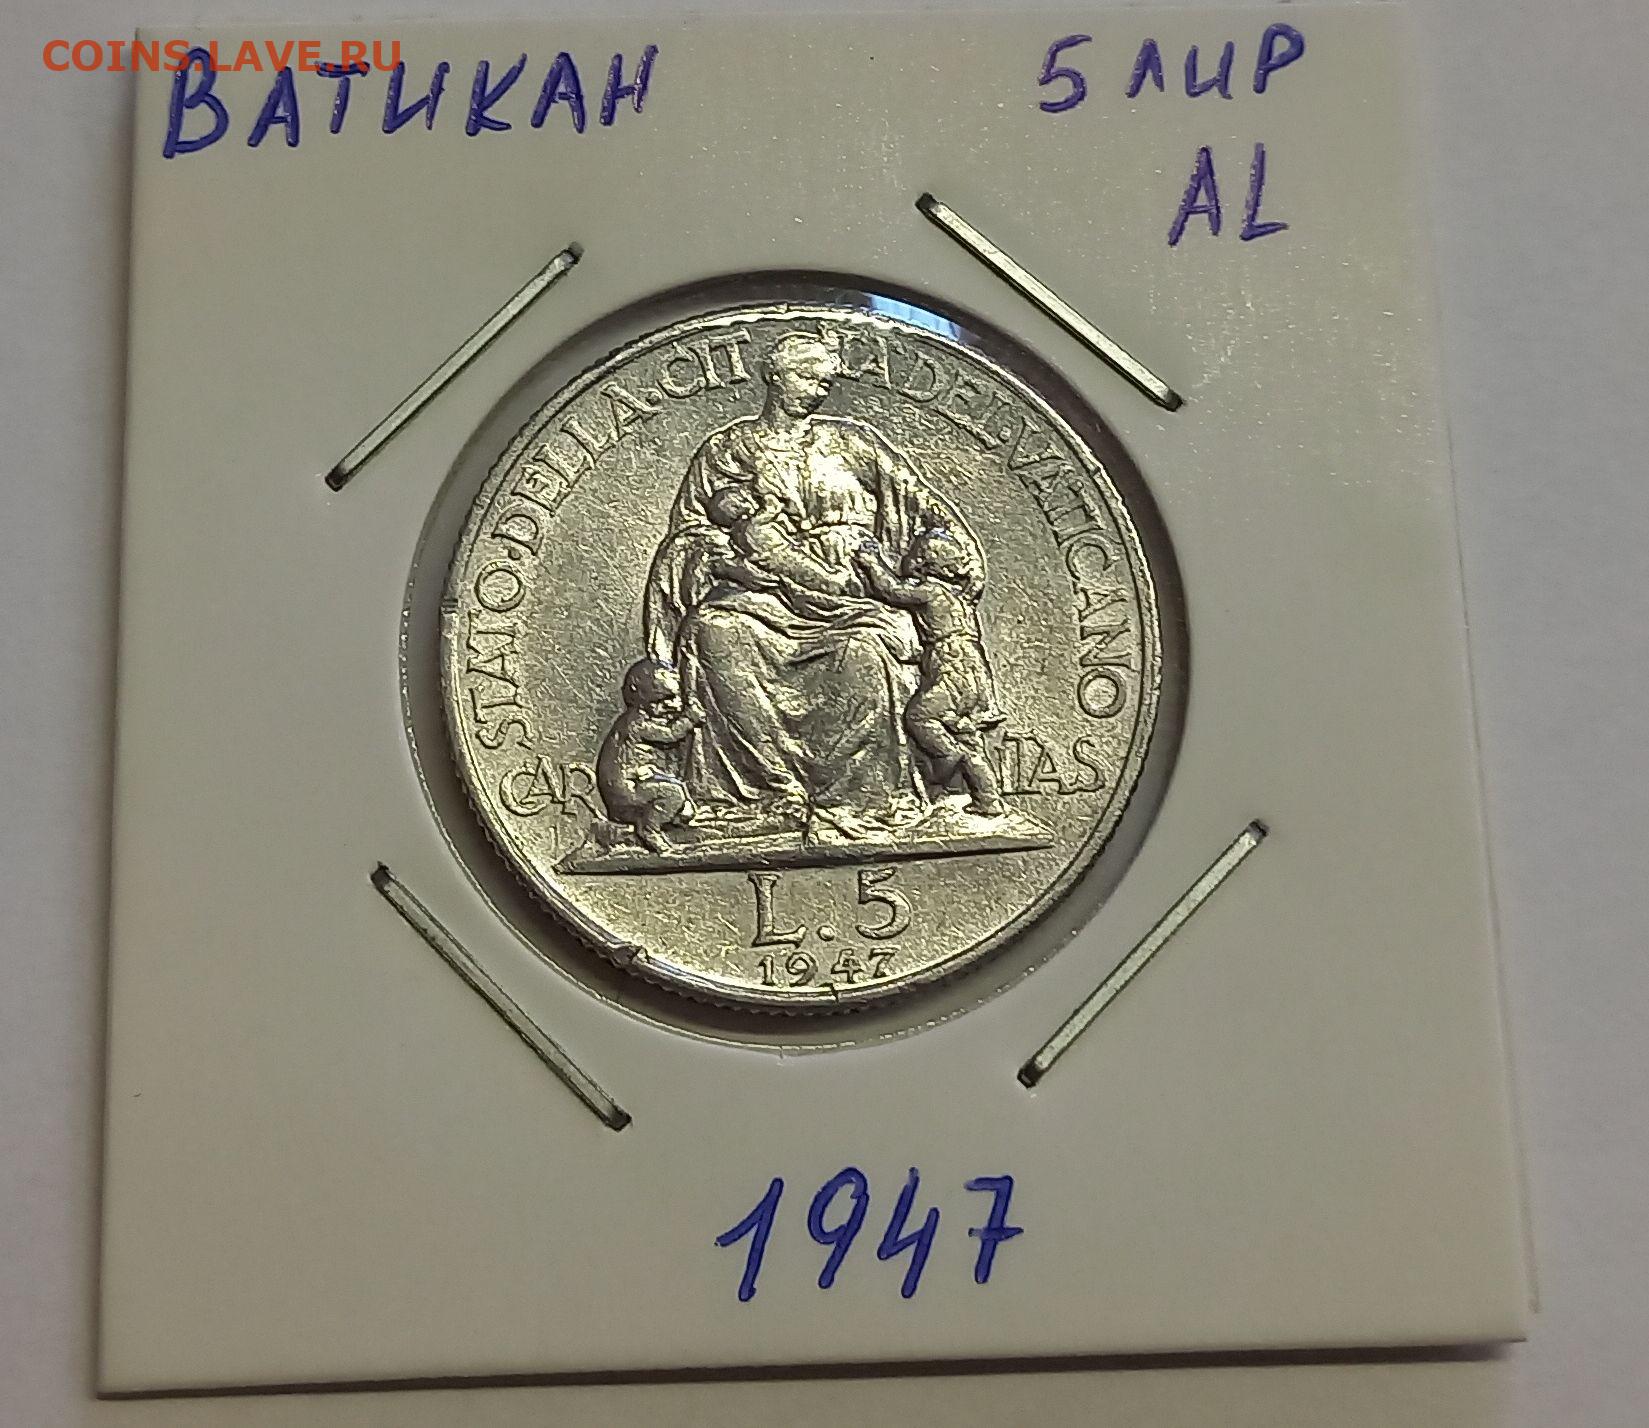 COINS.LAVE.RU
ВАТИКАН
5 ЛИР
AL
STATO·DELLA·CITTA'DEL·VATICANO
CARITAS
L.5
1947
1947